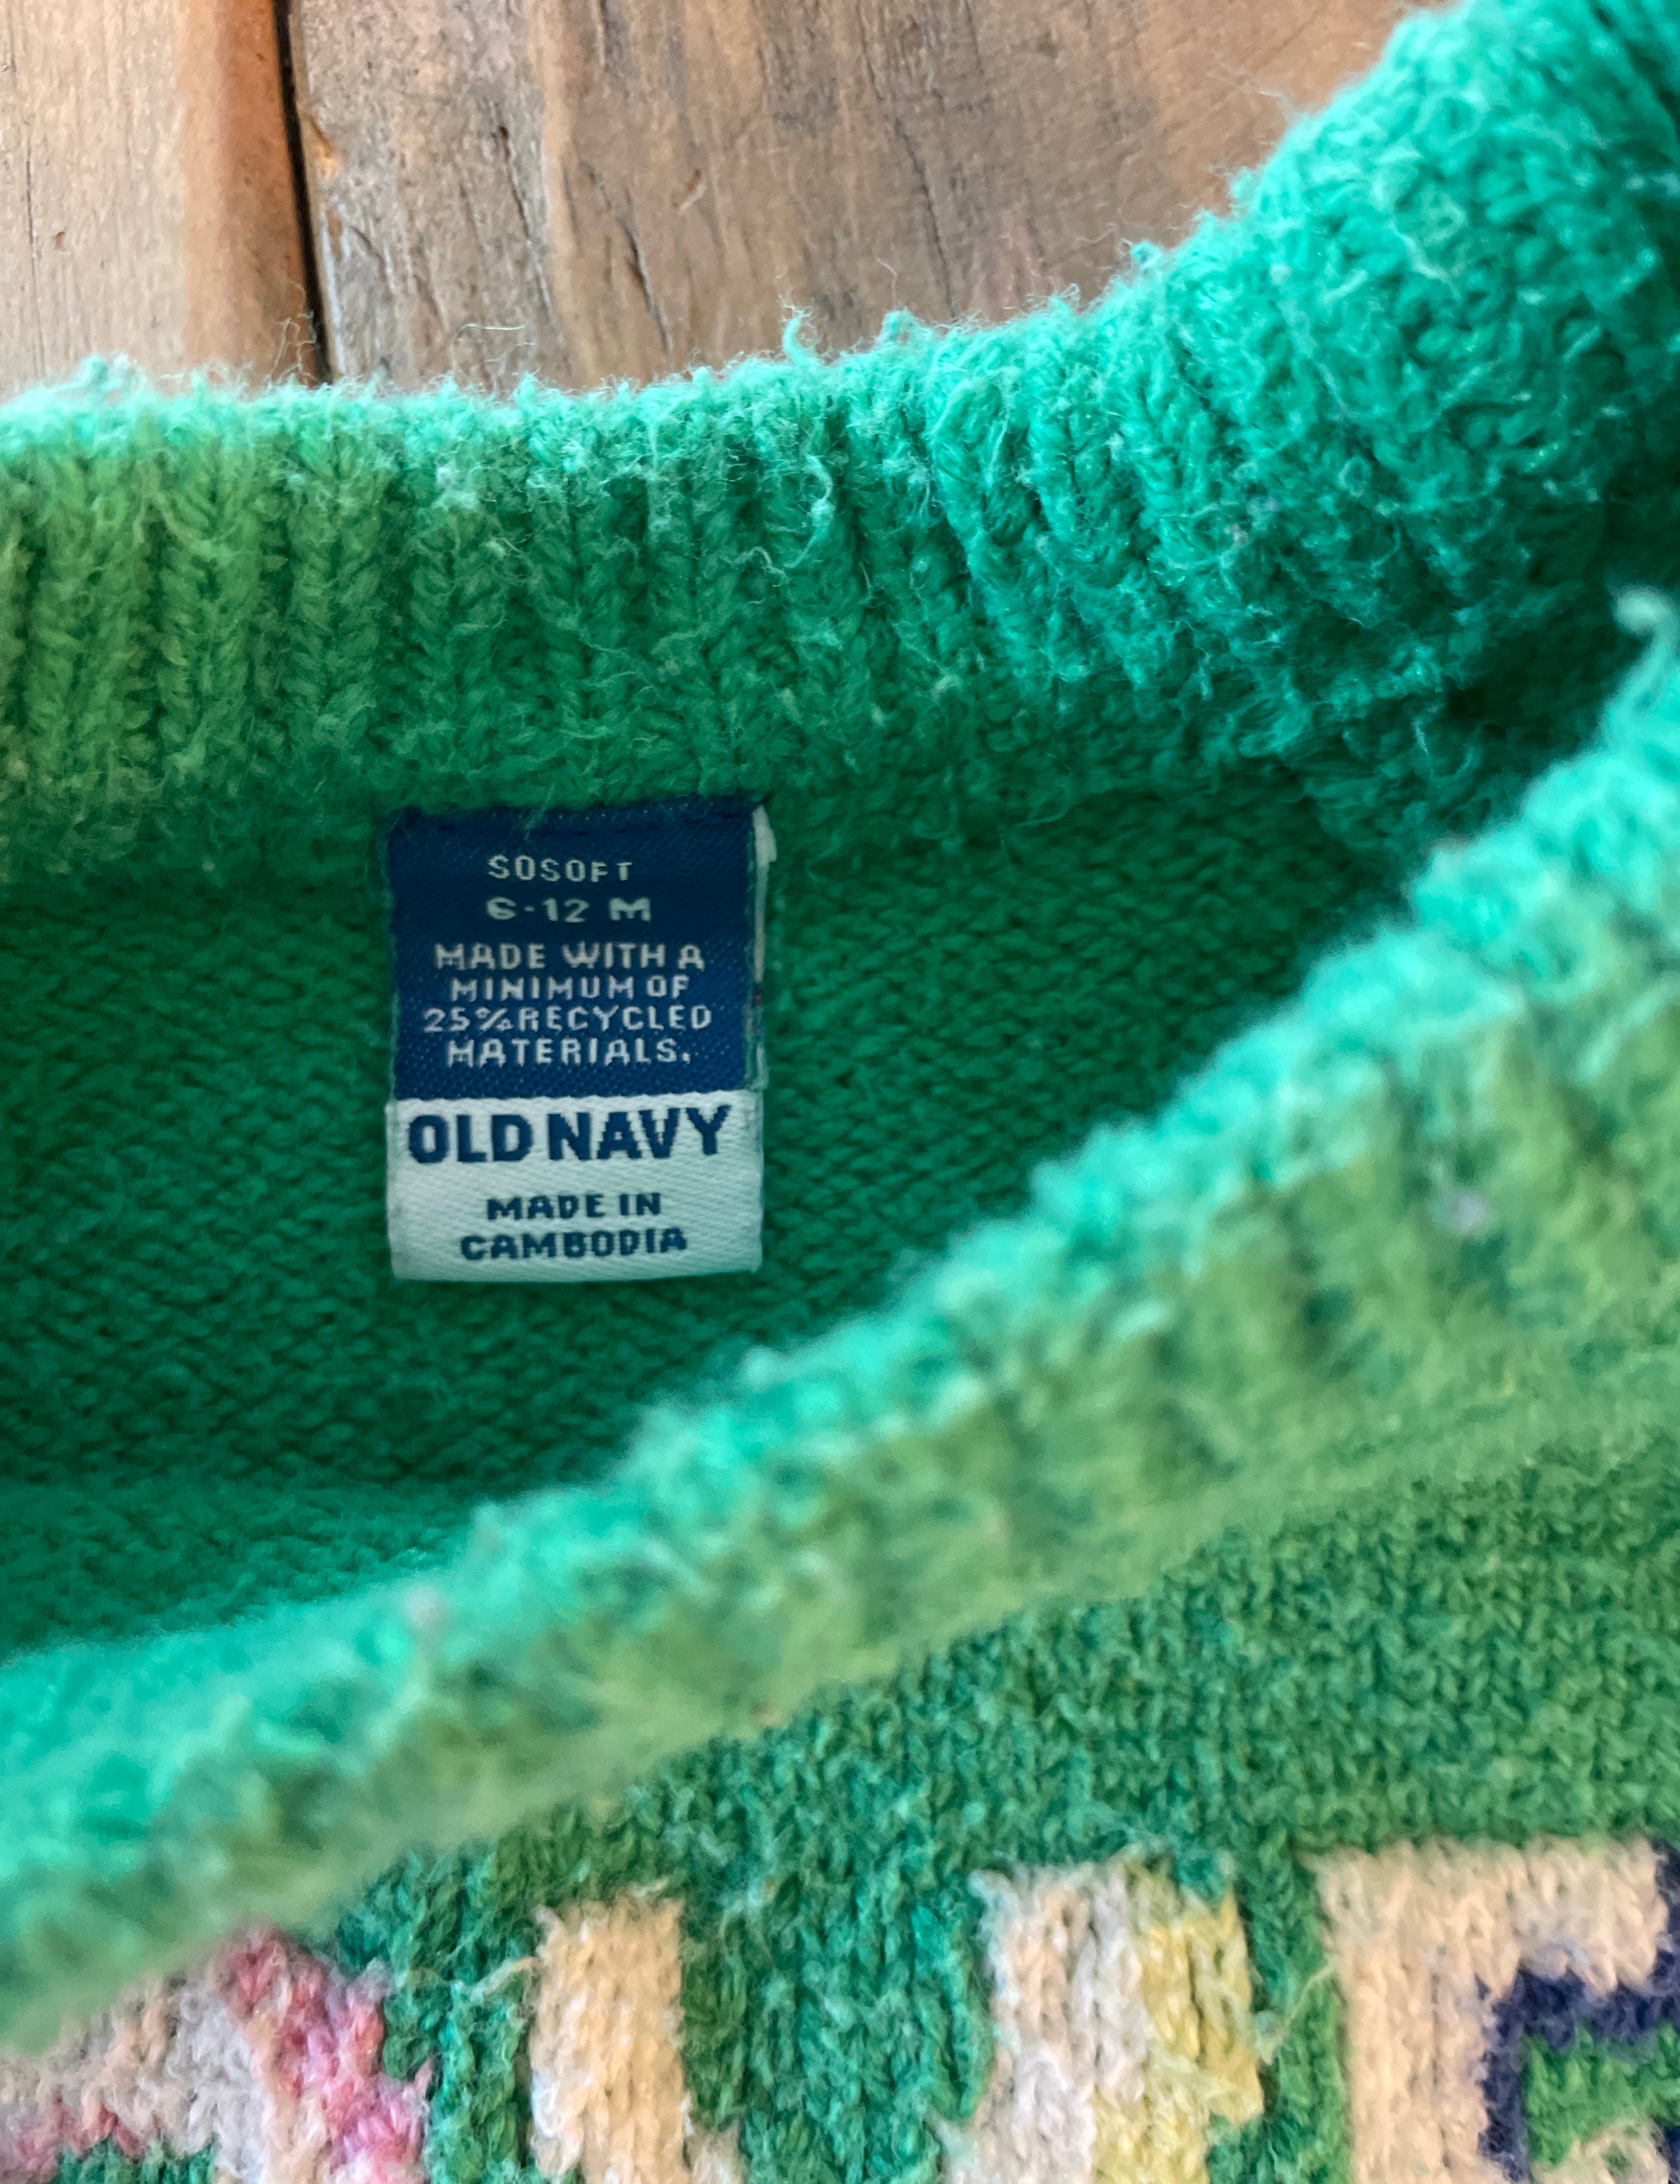 SOSOFT
6-12 M
MADE WITH A
MINIMUM OF
25% RECYCLED
MATERIALS.
OLD NAVY
MADE IN
CAMBODIA